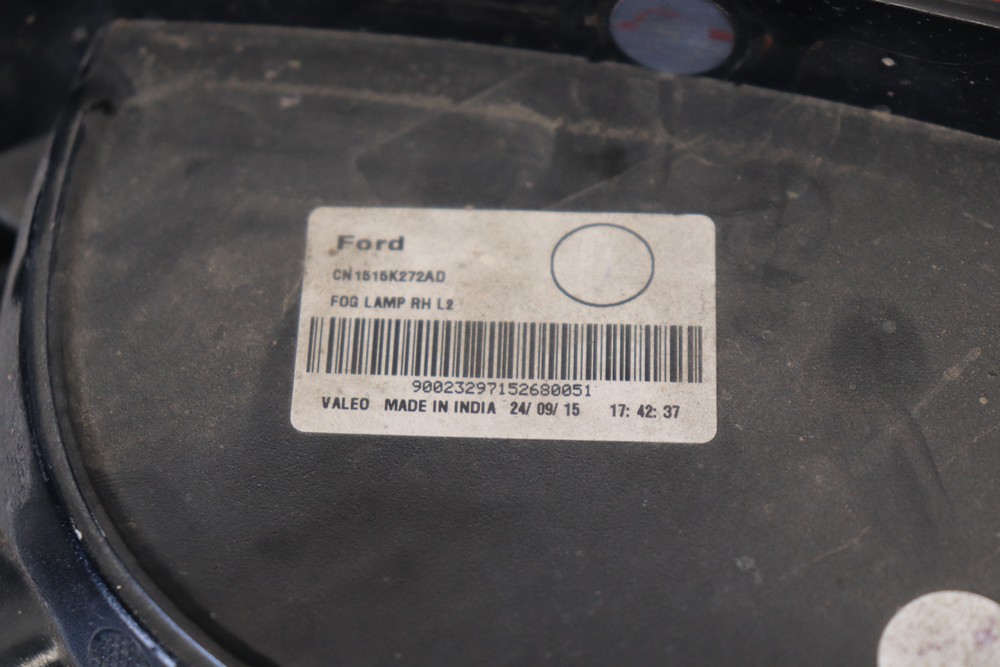 Ford
CN1515K272AD
FOG LAMP RH L2
90023297152680051
VALEO MADE IN INDIA 24/ 09/ 15 17: 42: 37